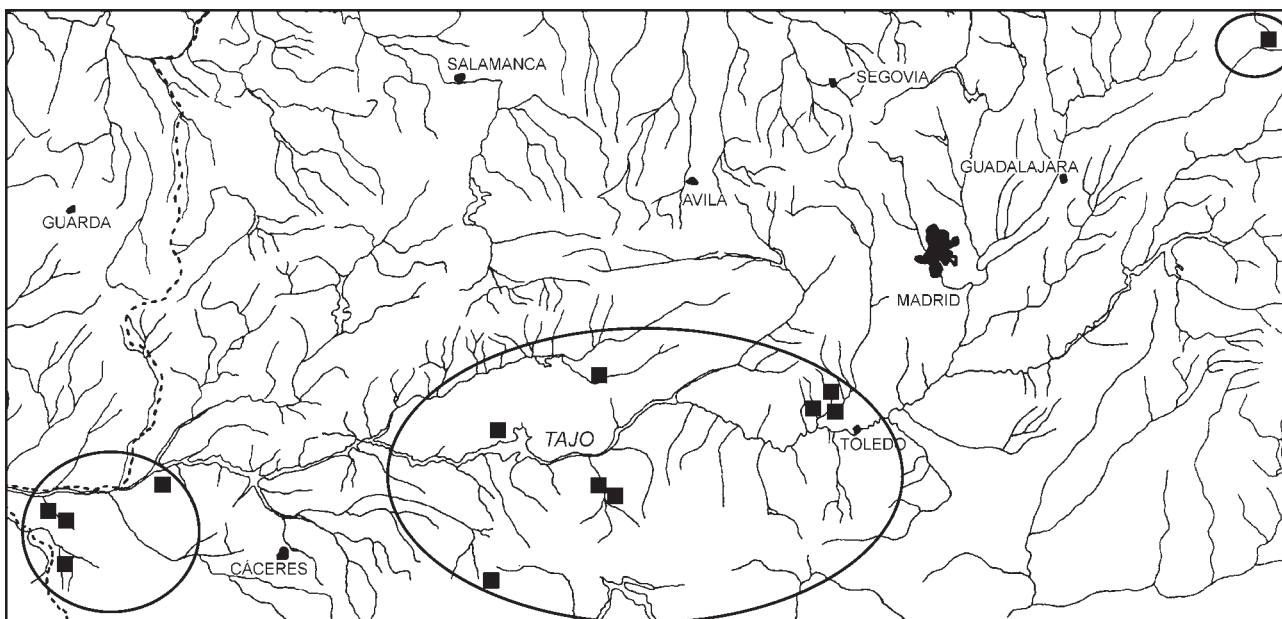 SALAMANCA
SEGOVIA
GUADALAJARA
AVILA
GUARDA
MADRID
TAJO
TOLEDO
CÁCERES